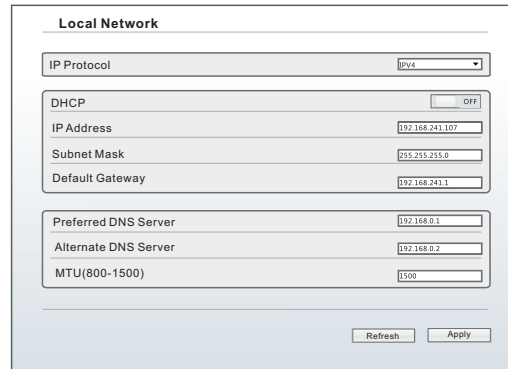 Local Network
IP Protocol IPV4
DHCP OFF
IP Address 192.168.241.107
Subnet Mask 255.255.255.0
Default Gateway 192.168.241.1
Preferred DNS Server 192.168.0.1
Alternate DNS Server 192.168.0.2
MTU(800-1500) 1500
Refresh Apply